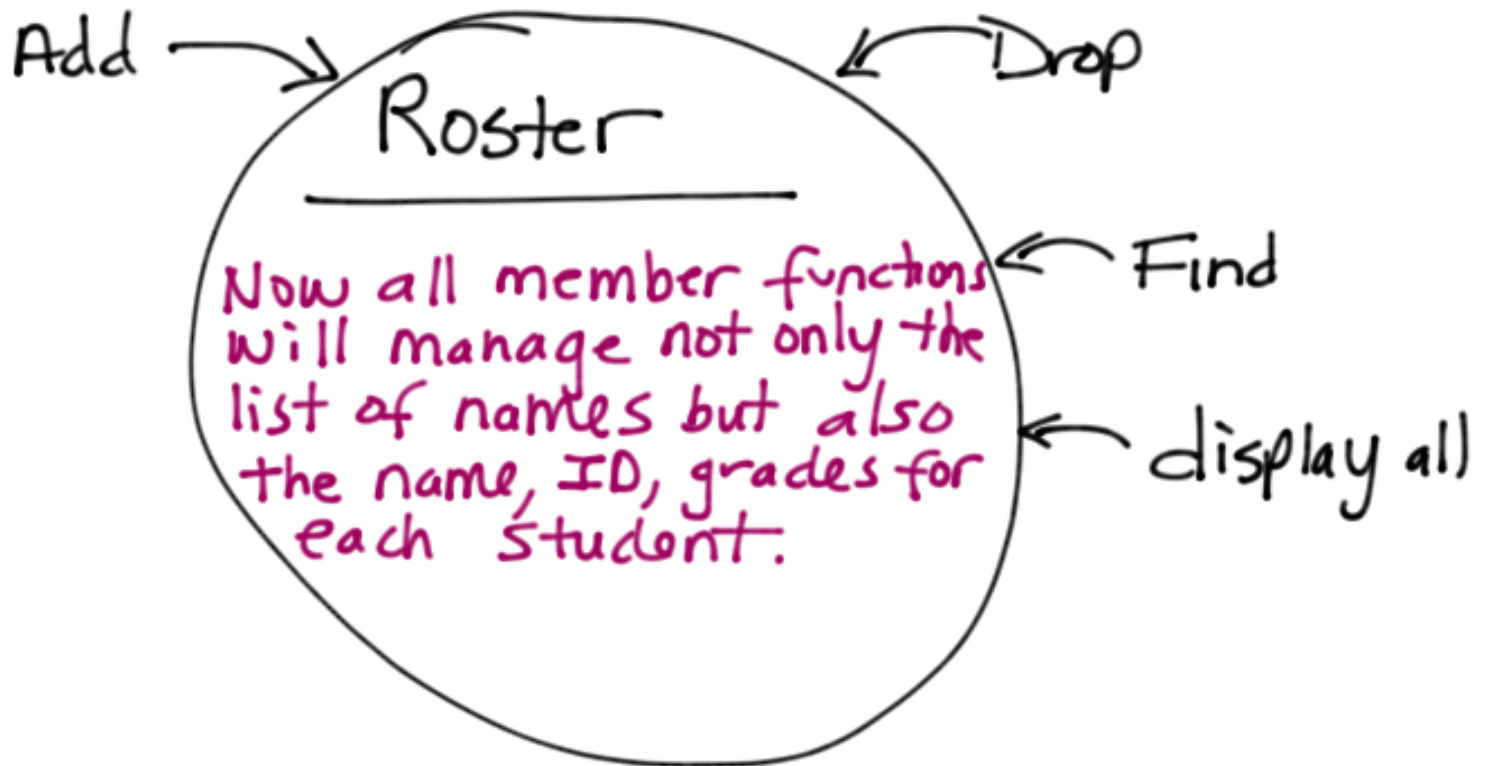 Add
Drop
Roster
Now all member functions
will manage not only the
Find
list of names but also
display all
the name, ID, grades for
each student.